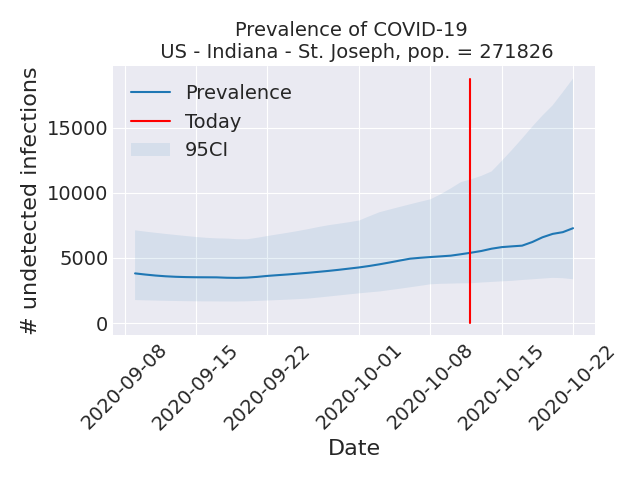 Prevalence of COVID-19
US - Indiana - St. Joseph, pop. = 271826
Prevalence
Today
95CI
# undetected infections
15000
10000
5000
0
2020-09-08
2020-09-15
2020-09-22
2020-10-01
2020-10-08
2020-10-15
2020-10-22
Date